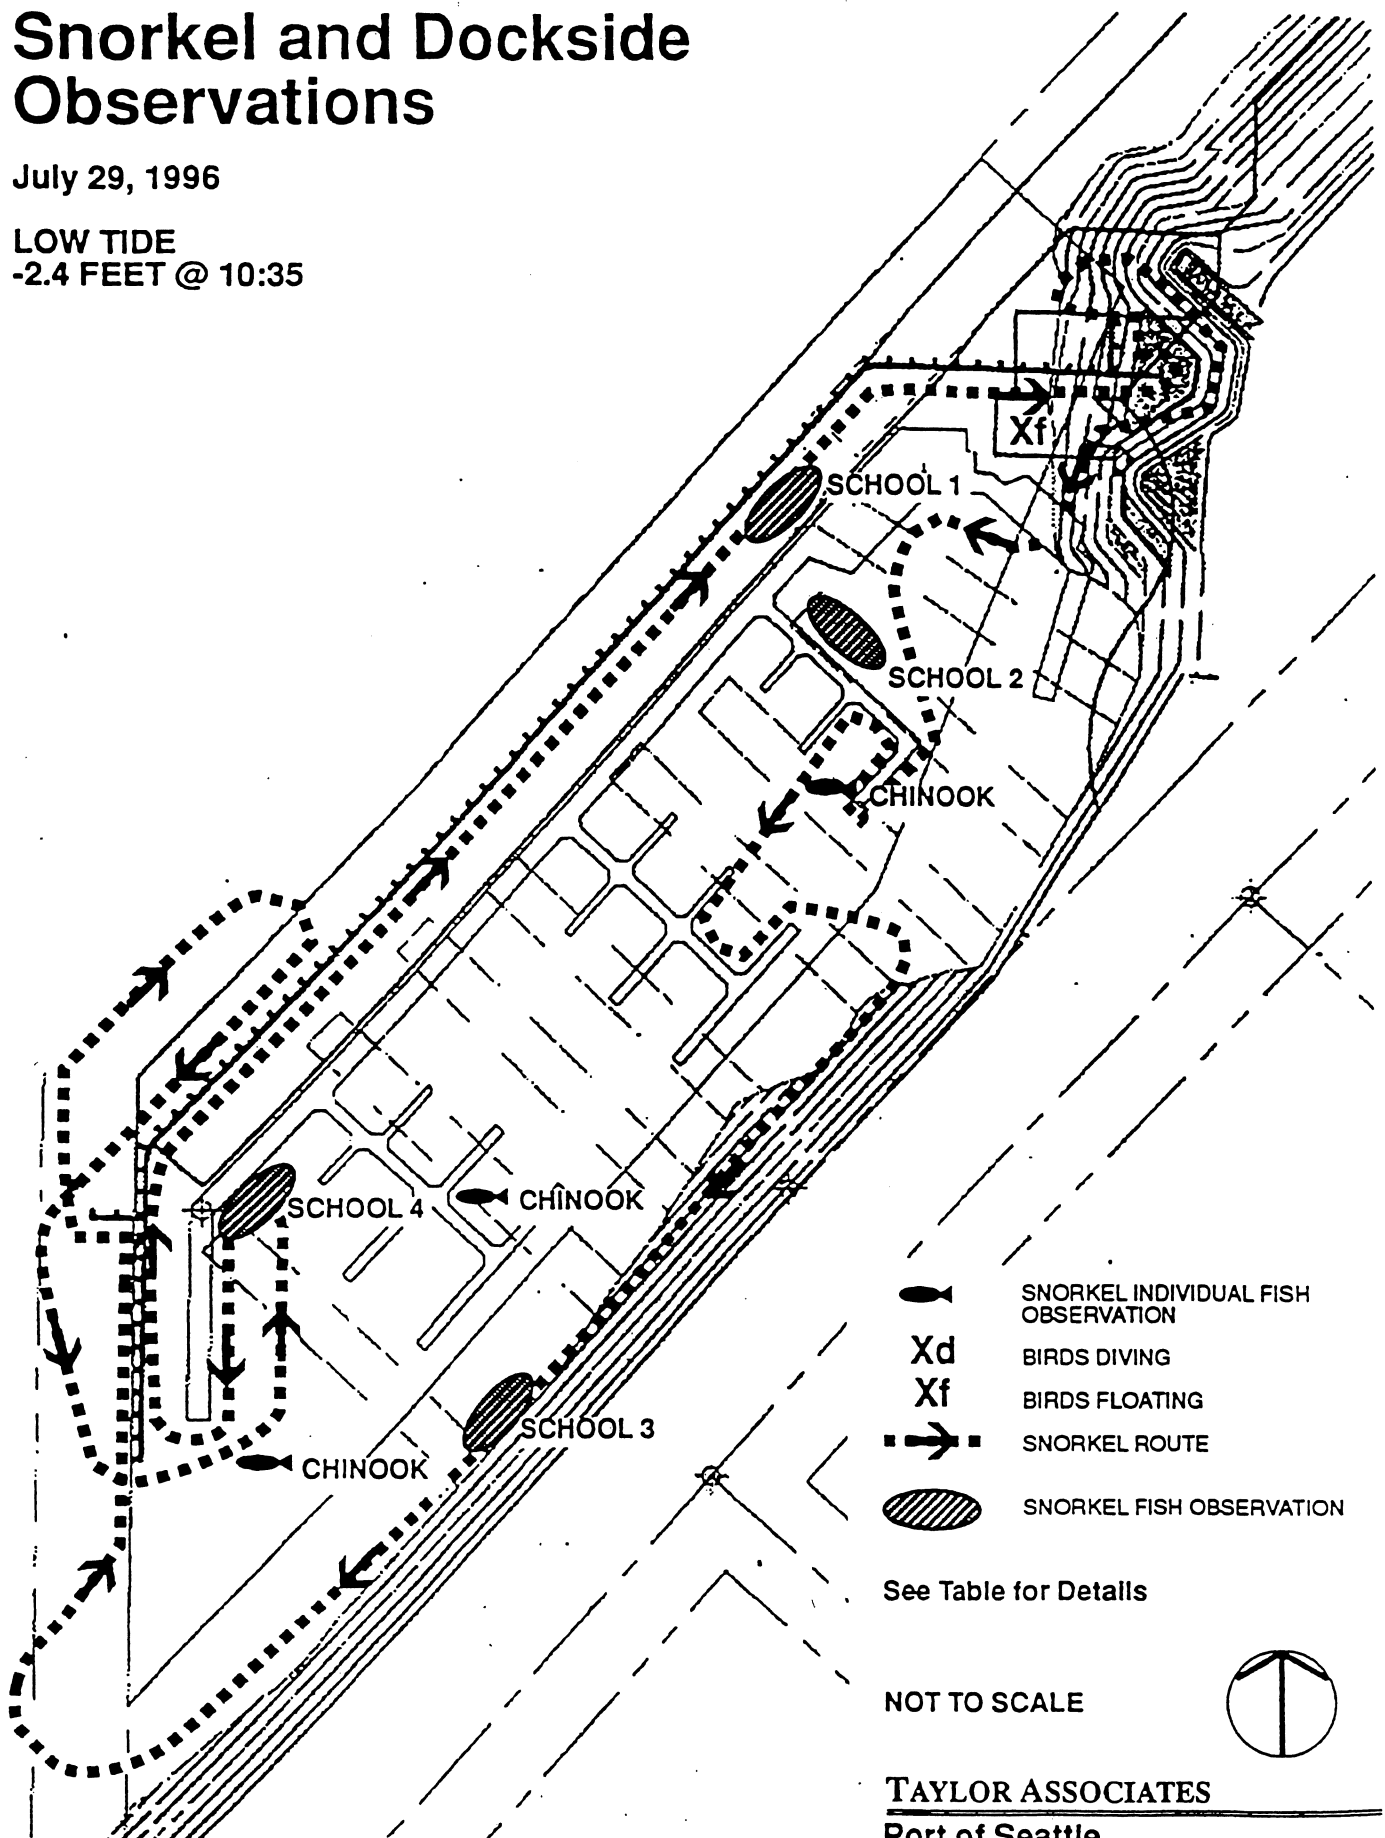 Snorkel and Dockside
Observations
July 29, 1996
LOW TIDE
-2.4 FEET @ 10:35
Xf
SCHOOL 1
SCHOOL 2
CHINOOK
SCHOOL 4
CHINOOK
SCHOOL 3
CHINOOK
SNORKEL INDIVIDUAL FISH
OBSERVATION
Xd BIRDS DIVING
Xf BIRDS FLOATING
SNORKEL ROUTE
SNORKEL FISH OBSERVATION
See Table for Details
NOT TO SCALE
TAYLOR ASSOCIATES
Port of Seattle